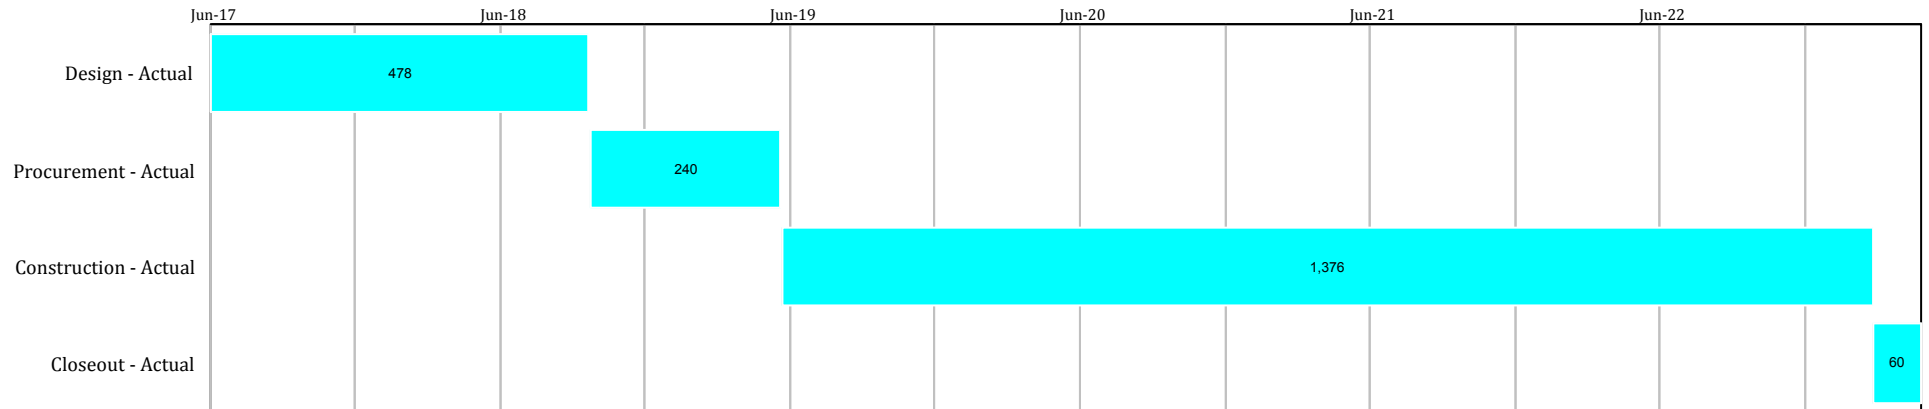 Jun-17 Jun-18 Jun-19 Jun-20 Jun-21 Jun-22
Design - Actual 478
Procurement - Actual 240
Construction - Actual 1,376
Closeout - Actual 60